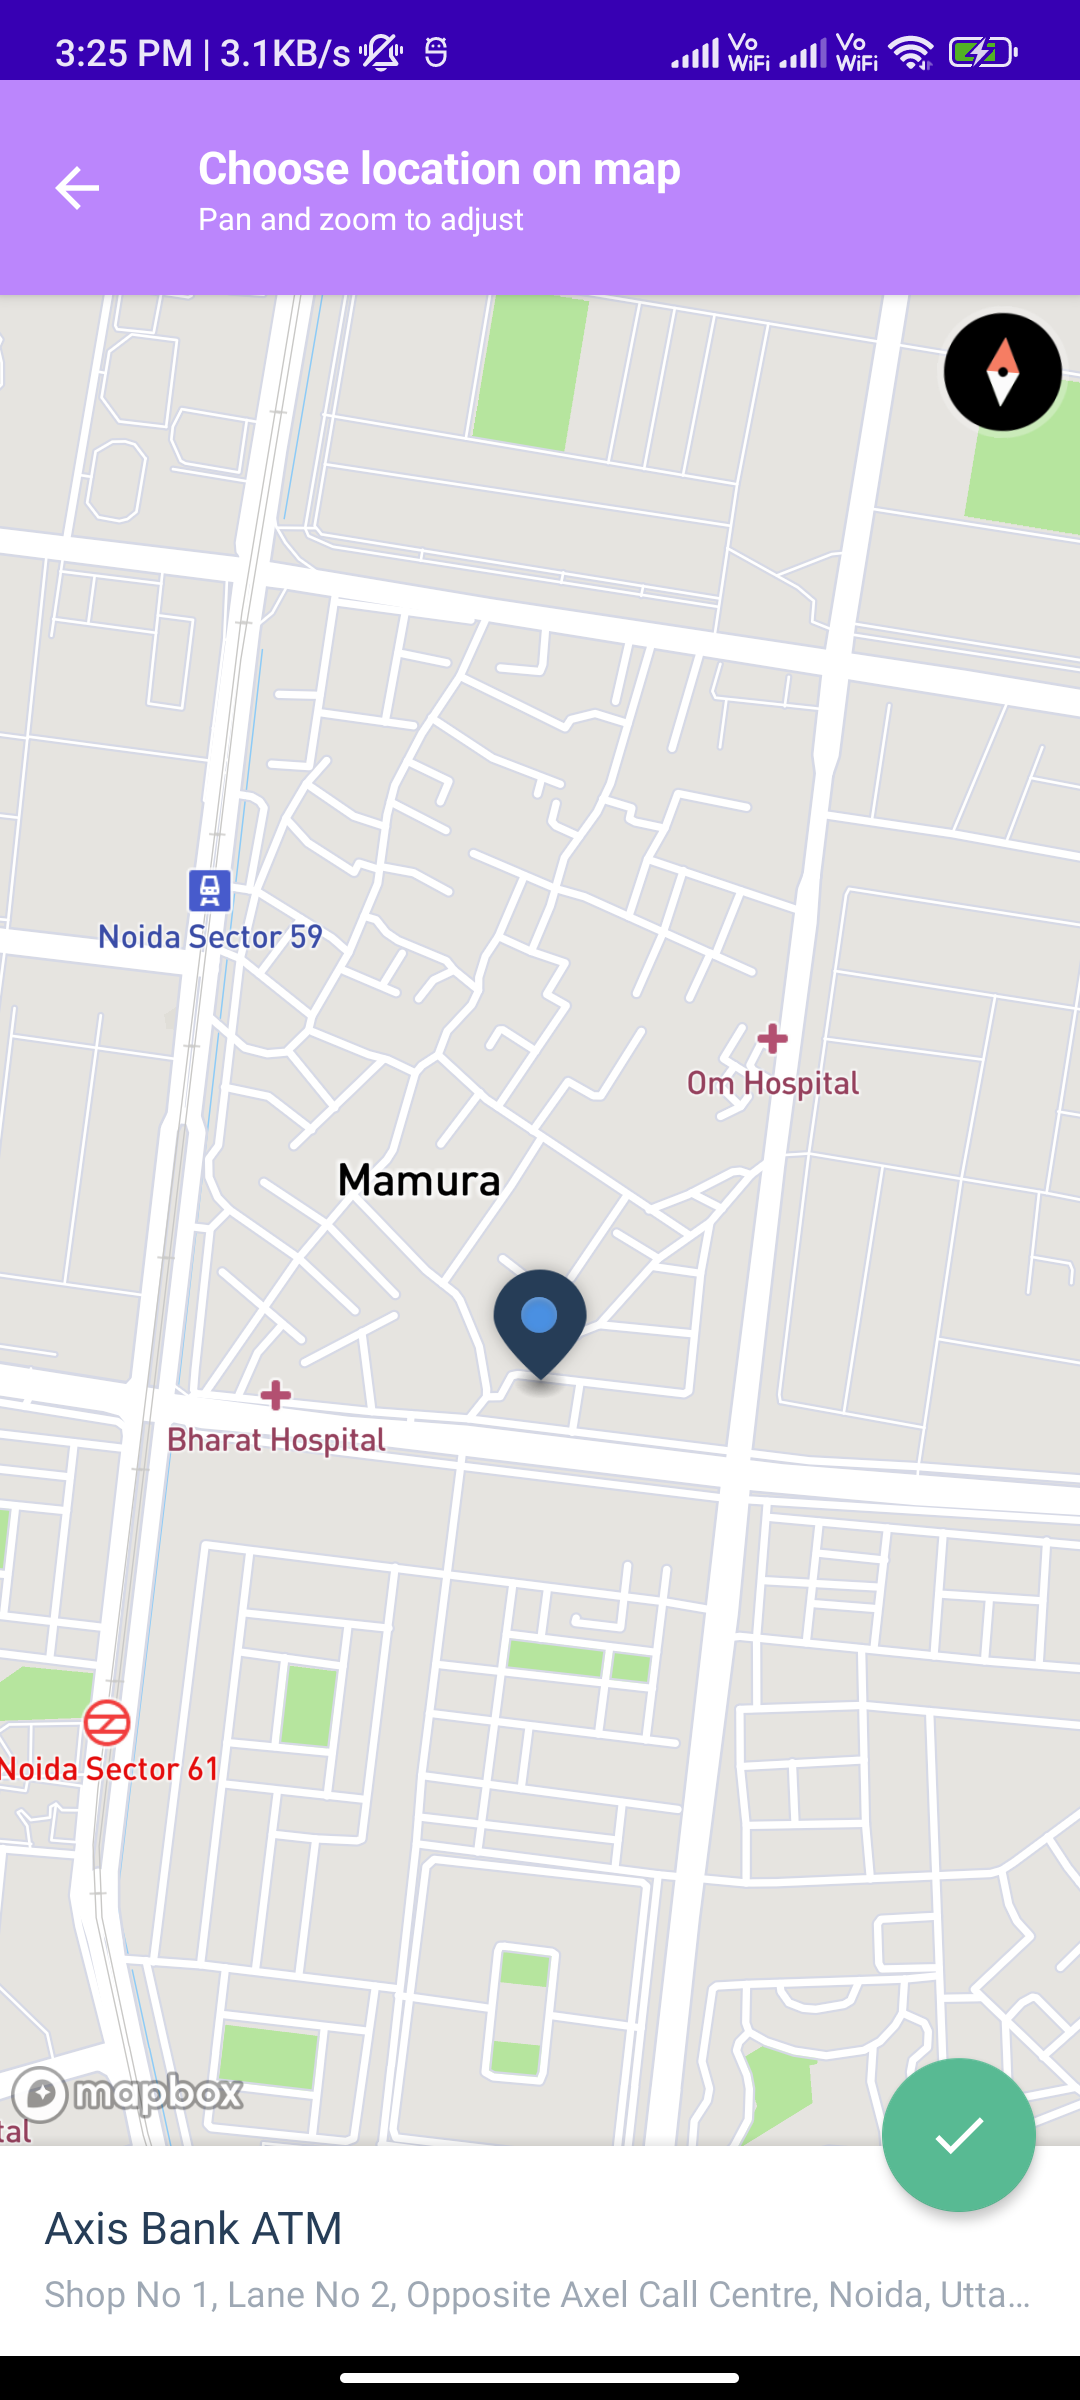 3:25 PM | 3.1KB/s
Vo WiFi
Vo WiFi
Choose location on map
Pan and zoom to adjust
Noida Sector 59
Om Hospital
Mamura
Bharat Hospital
Noida Sector 61
mapbox
tal
Axis Bank ATM
Shop No 1, Lane No 2, Opposite Axel Call Centre, Noida, Utta...